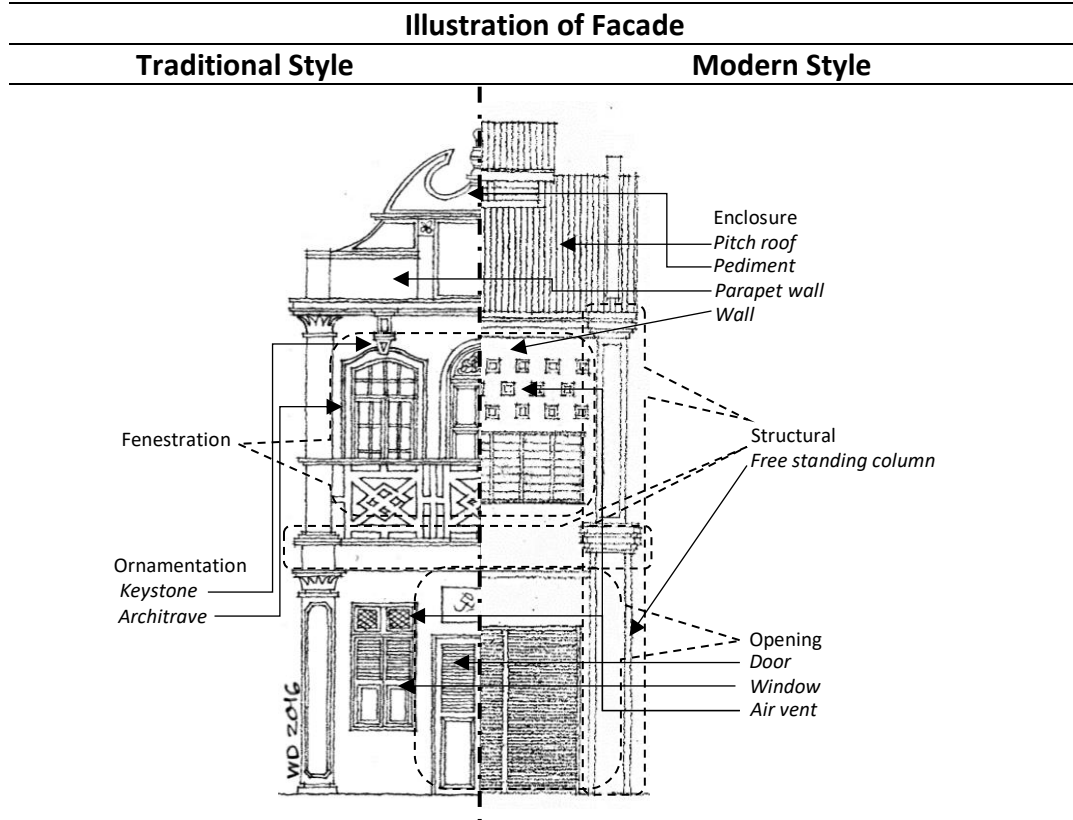 Illustration of Facade
Traditional Style
Modern Style
Enclosure
Pitch roof
Pediment
Parapet wall
Wall
Fenestration
Structural
Free standing column
Ornamentation
Keystone
Architrave
Opening
Door
Window
Air vent
WD 2016